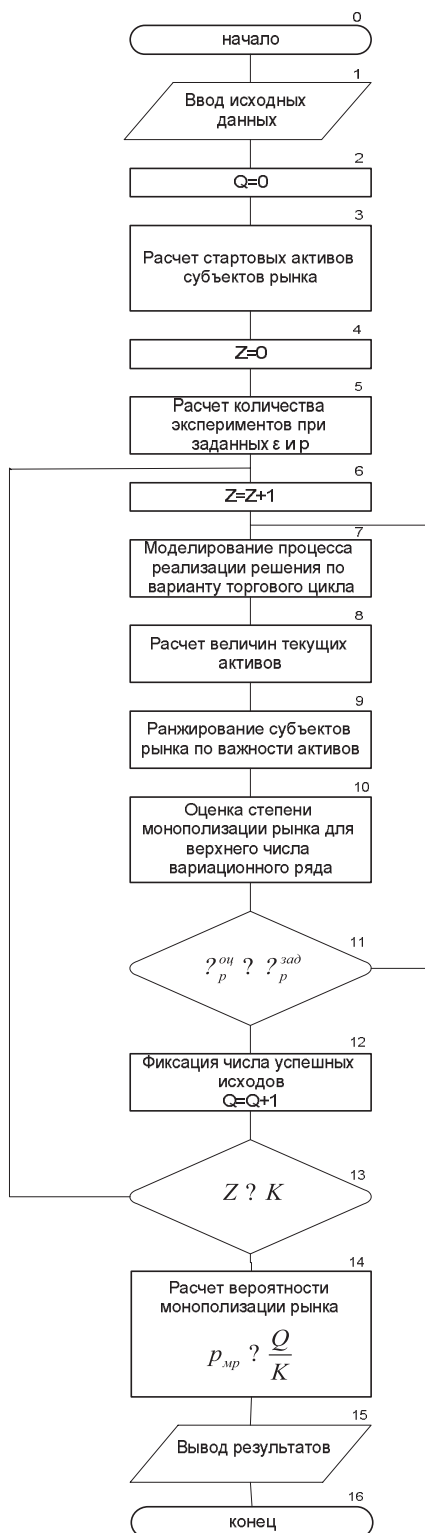 0
начало
1
Ввод исходных
данных
2
Q=0
3
Расчет стартовых активов
субъектов рынка
4
Z=0
5
Расчет количества
экспериментов при
заданных ε и р
6
Z=Z+1
7
Моделирование процесса
реализации решения по
варианту торгового цикла
8
Расчет величин текущих
активов
9
Ранжирование субъектов
рынка по важности активов
10
Оценка степени
монополизации рынка для
верхнего числа
вариационного ряда
11
?ₚᵒᶜ ? ?ₚᶟᵃᵈ
12
Фиксация числа успешных
исходов
Q=Q+1
13
Z ? K
14
Расчет вероятности
монополизации рынка
p_мр ? Q/K
15
Вывод результатов
16
конец